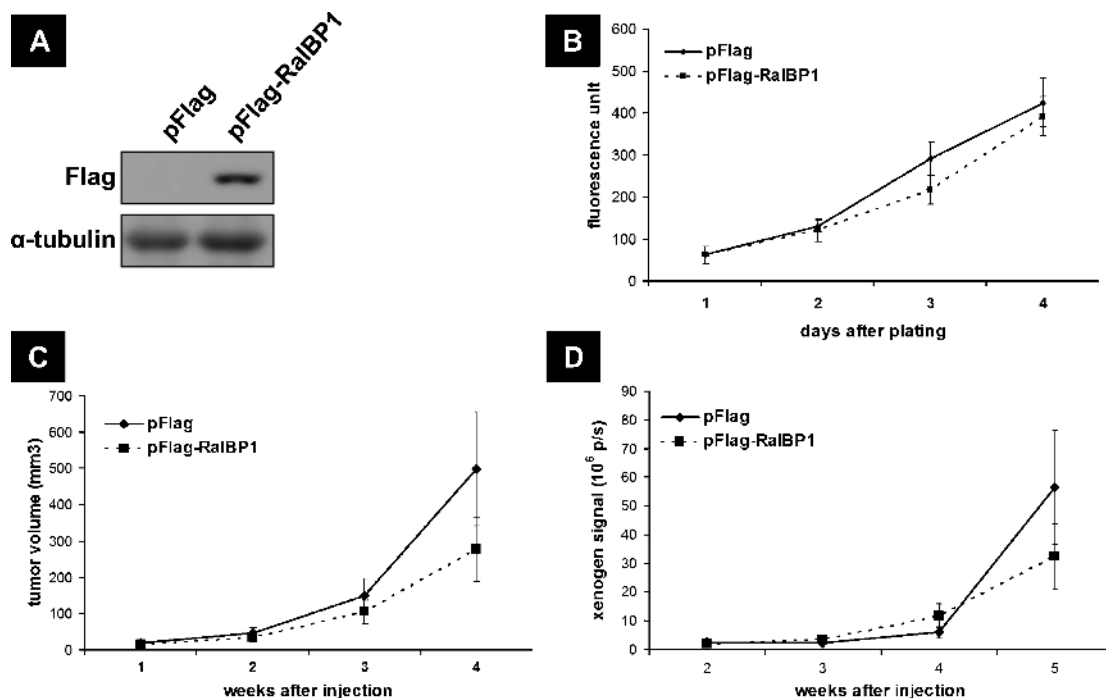 A
pFlag
pFlag-RalBP1
Flag
α-tubulin
B
pFlag
pFlag-RalBP1
fluorescence unit
600
500
400
300
200
100
0
1 2 3 4
days after plating
C
pFlag
pFlag-RalBP1
tumor volume (mm3)
700
600
500
400
300
200
100
0
1 2 3 4
weeks after injection
D
pFlag
pFlag-RalBP1
xenogen signal (10⁶ p/s)
90
80
70
60
50
40
30
20
10
0
2 3 4 5
weeks after injection